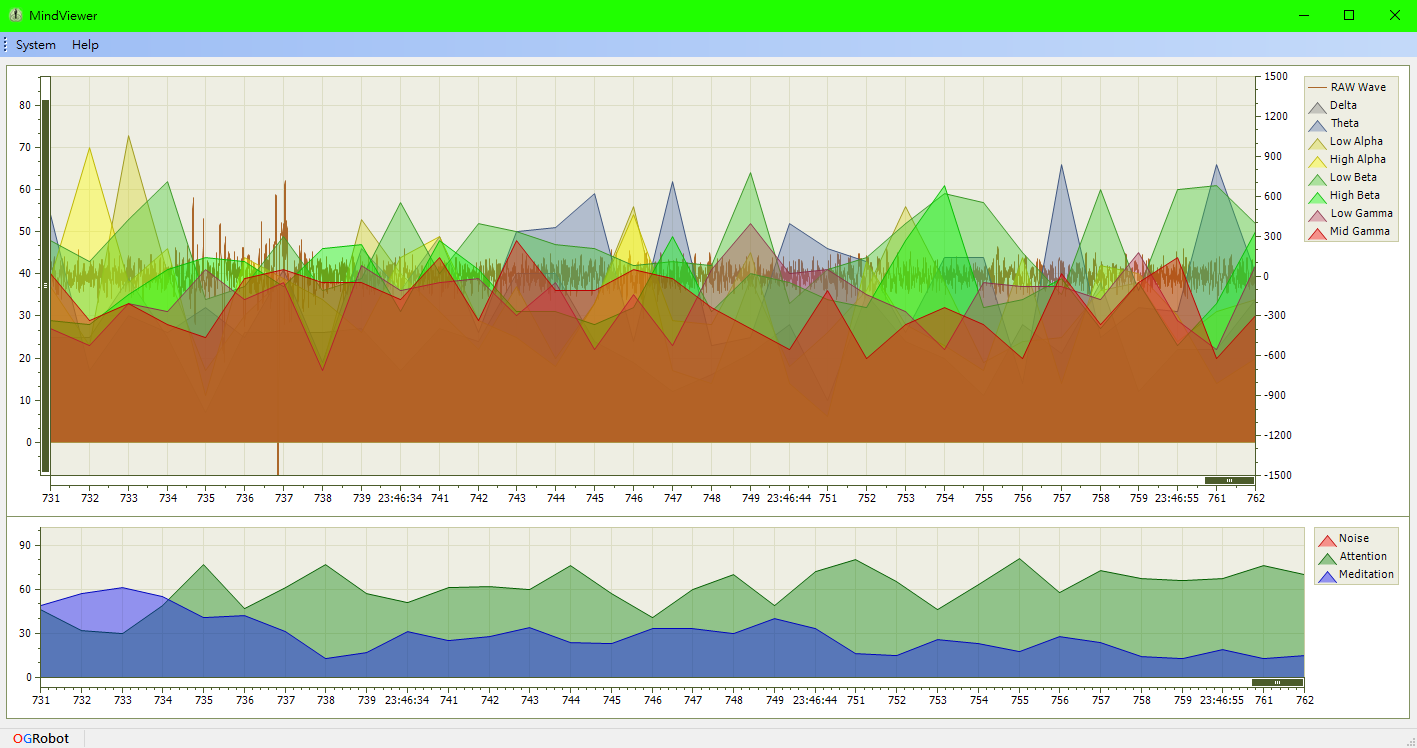 MindViewer
System Help
80
70
60
50
40
30
20
10
0
1500
1200
900
600
300
0
-300
-600
-900
-1200
-1500
RAW Wave
Delta
Theta
Low Alpha
High Alpha
Low Beta
High Beta
Low Gamma
Mid Gamma
731 732 733 734 735 736 737 738 739 23:46:34 741 742 743 744 745 746 747 748 749 23:46:44 751 752 753 754 755 756 757 758 759 23:46:55 761 762
90
60
30
0
Noise
Attention
Meditation
731 732 733 734 735 736 737 738 739 23:46:34 741 742 743 744 745 746 747 748 749 23:46:44 751 752 753 754 755 756 757 758 759 23:46:55 761 762
OGRobot